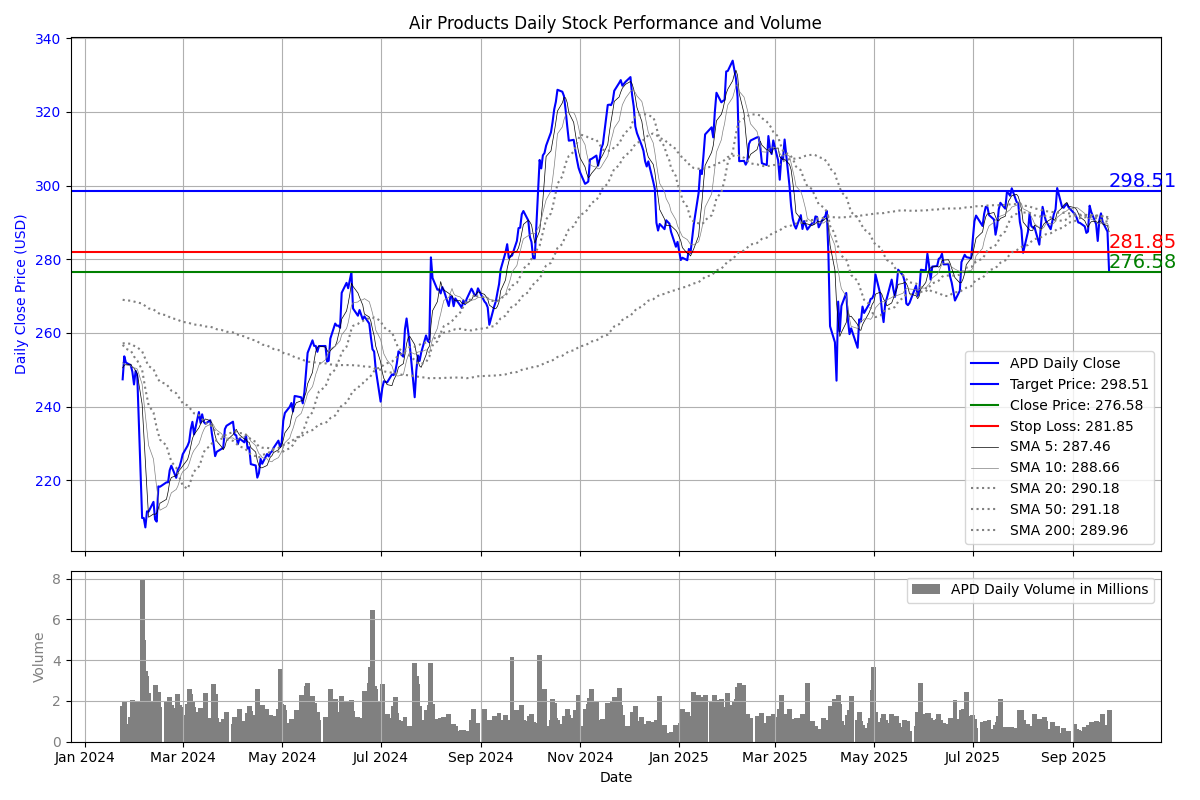 Air Products Daily Stock Performance and Volume
Daily Close Price (USD)
340
320
300
280
260
240
220
298.51
281.85
276.58
APD Daily Close
Target Price: 298.51
Close Price: 276.58
Stop Loss: 281.85
SMA 5: 287.46
SMA 10: 288.66
SMA 20: 290.18
SMA 50: 291.18
SMA 200: 289.96
Volume
8
6
4
2
0
APD Daily Volume in Millions
Jan 2024 Mar 2024 May 2024 Jul 2024 Sep 2024 Nov 2024 Jan 2025 Mar 2025 May 2025 Jul 2025 Sep 2025
Date